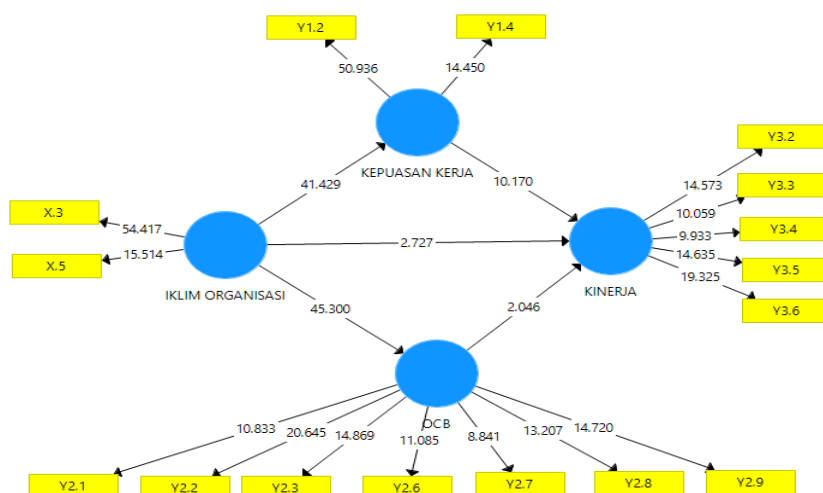 Y1.2
Y1.4
50.936
14.450
KEPUASAN KERJA
41.429
10.170
X.3
54.417
X.5
15.514
IKLIM ORGANISASI
2.727
KINERJA
14.573
10.059
9.933
14.635
19.325
Y3.2
Y3.3
Y3.4
Y3.5
Y3.6
45.300
2.046
OCB
10.833
20.645
14.869
11.085
8.841
13.207
14.720
Y2.1
Y2.2
Y2.3
Y2.6
Y2.7
Y2.8
Y2.9